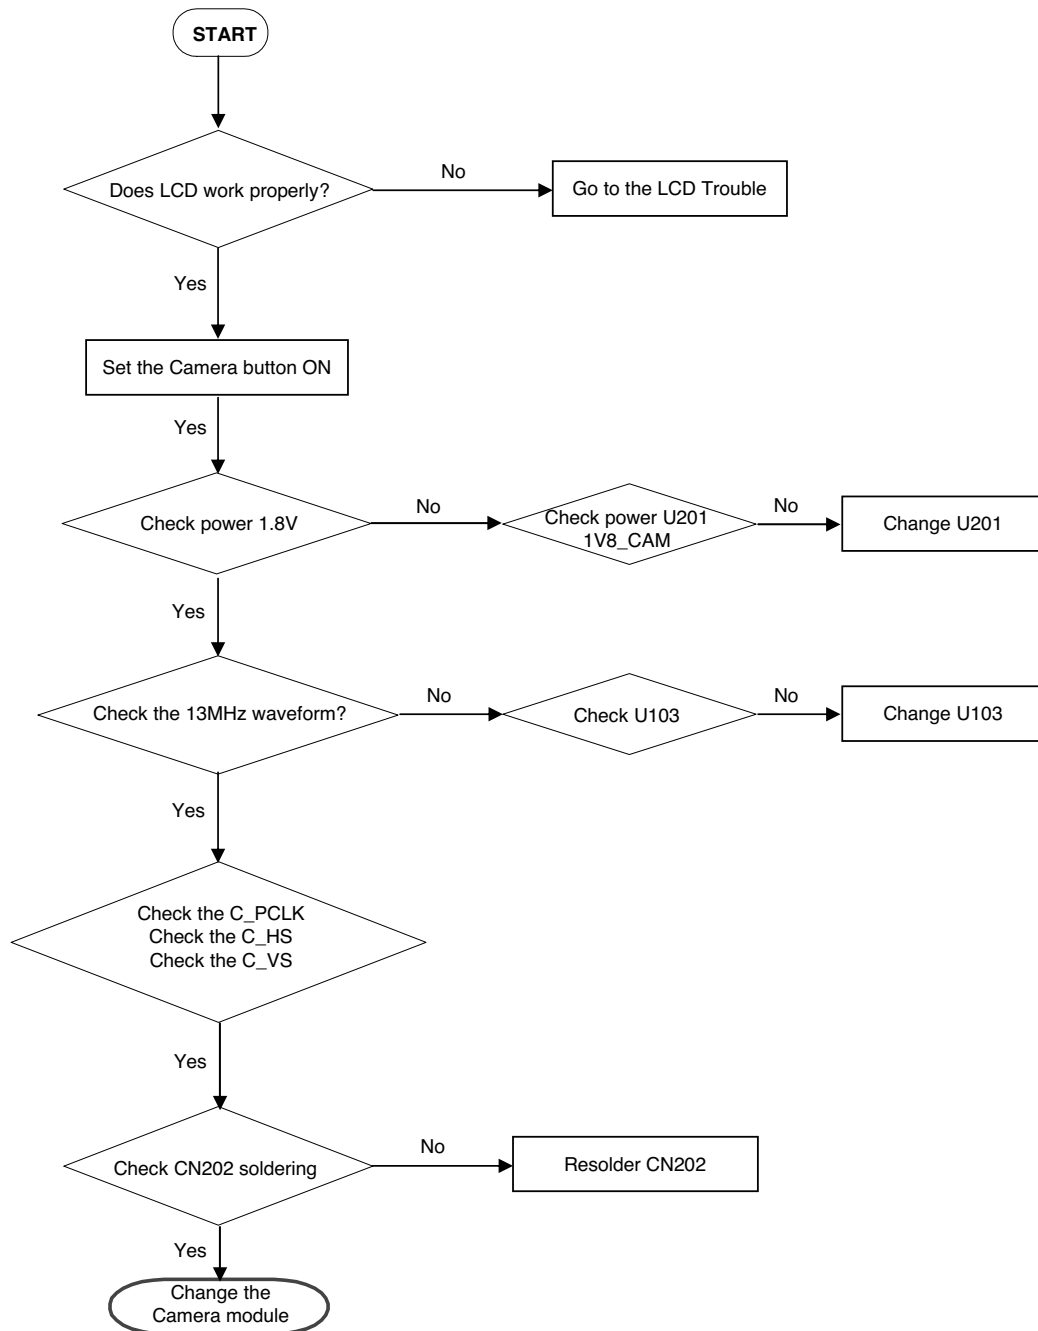 START
Does LCD work properly?
No
Go to the LCD Trouble
Yes
Set the Camera button ON
Yes
Check power 1.8V
No
Check power U201
1V8_CAM
No
Change U201
Yes
Check the 13MHz waveform?
No
Check U103
No
Change U103
Yes
Check the C_PCLK
Check the C_HS
Check the C_VS
Yes
Check CN202 soldering
No
Resolder CN202
Yes
Change the
Camera module